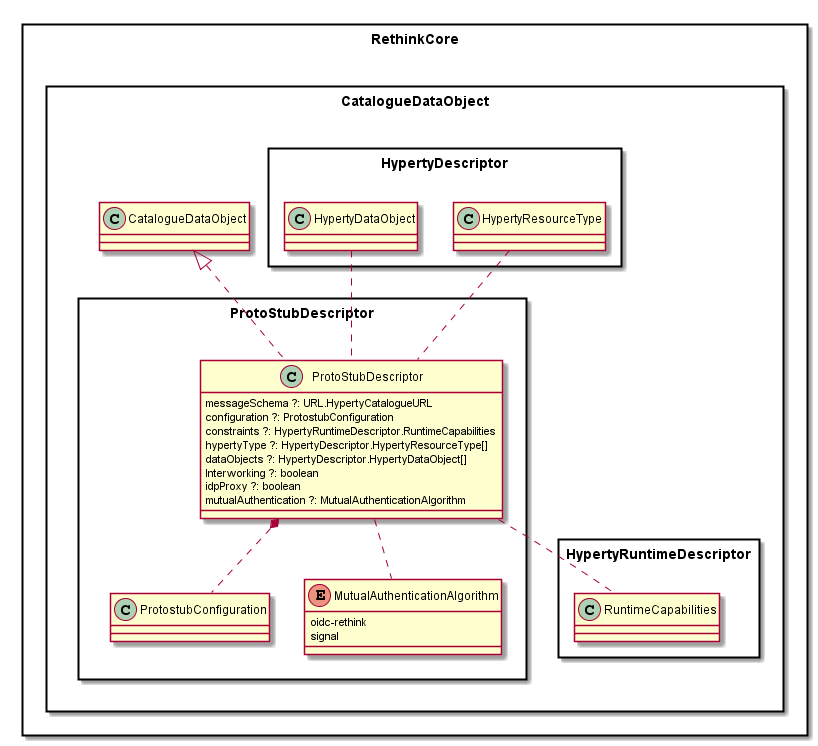 RethinkCore
CatalogueDataObject
HypertyDescriptor
C CatalogueDataObject
C HypertyDataObject
C HypertyResourceType
ProtoStubDescriptor
C ProtoStubDescriptor
messageSchema ?: URL.HypertyCatalogueURL
configuration ?: ProtostubConfiguration
constraints ?: HypertyRuntimeDescriptor.RuntimeCapabilities
hypertyType ?: HypertyDescriptor.HypertyResourceType[]
dataObjects ?: HypertyDescriptor.HypertyDataObject[]
Interworking ?: boolean
idpProxy ?: boolean
mutualAuthentication ?: MutualAuthenticationAlgorithm
HypertyRuntimeDescriptor
C ProtostubConfiguration
E MutualAuthenticationAlgorithm
oidc-rethink
signal
C RuntimeCapabilities